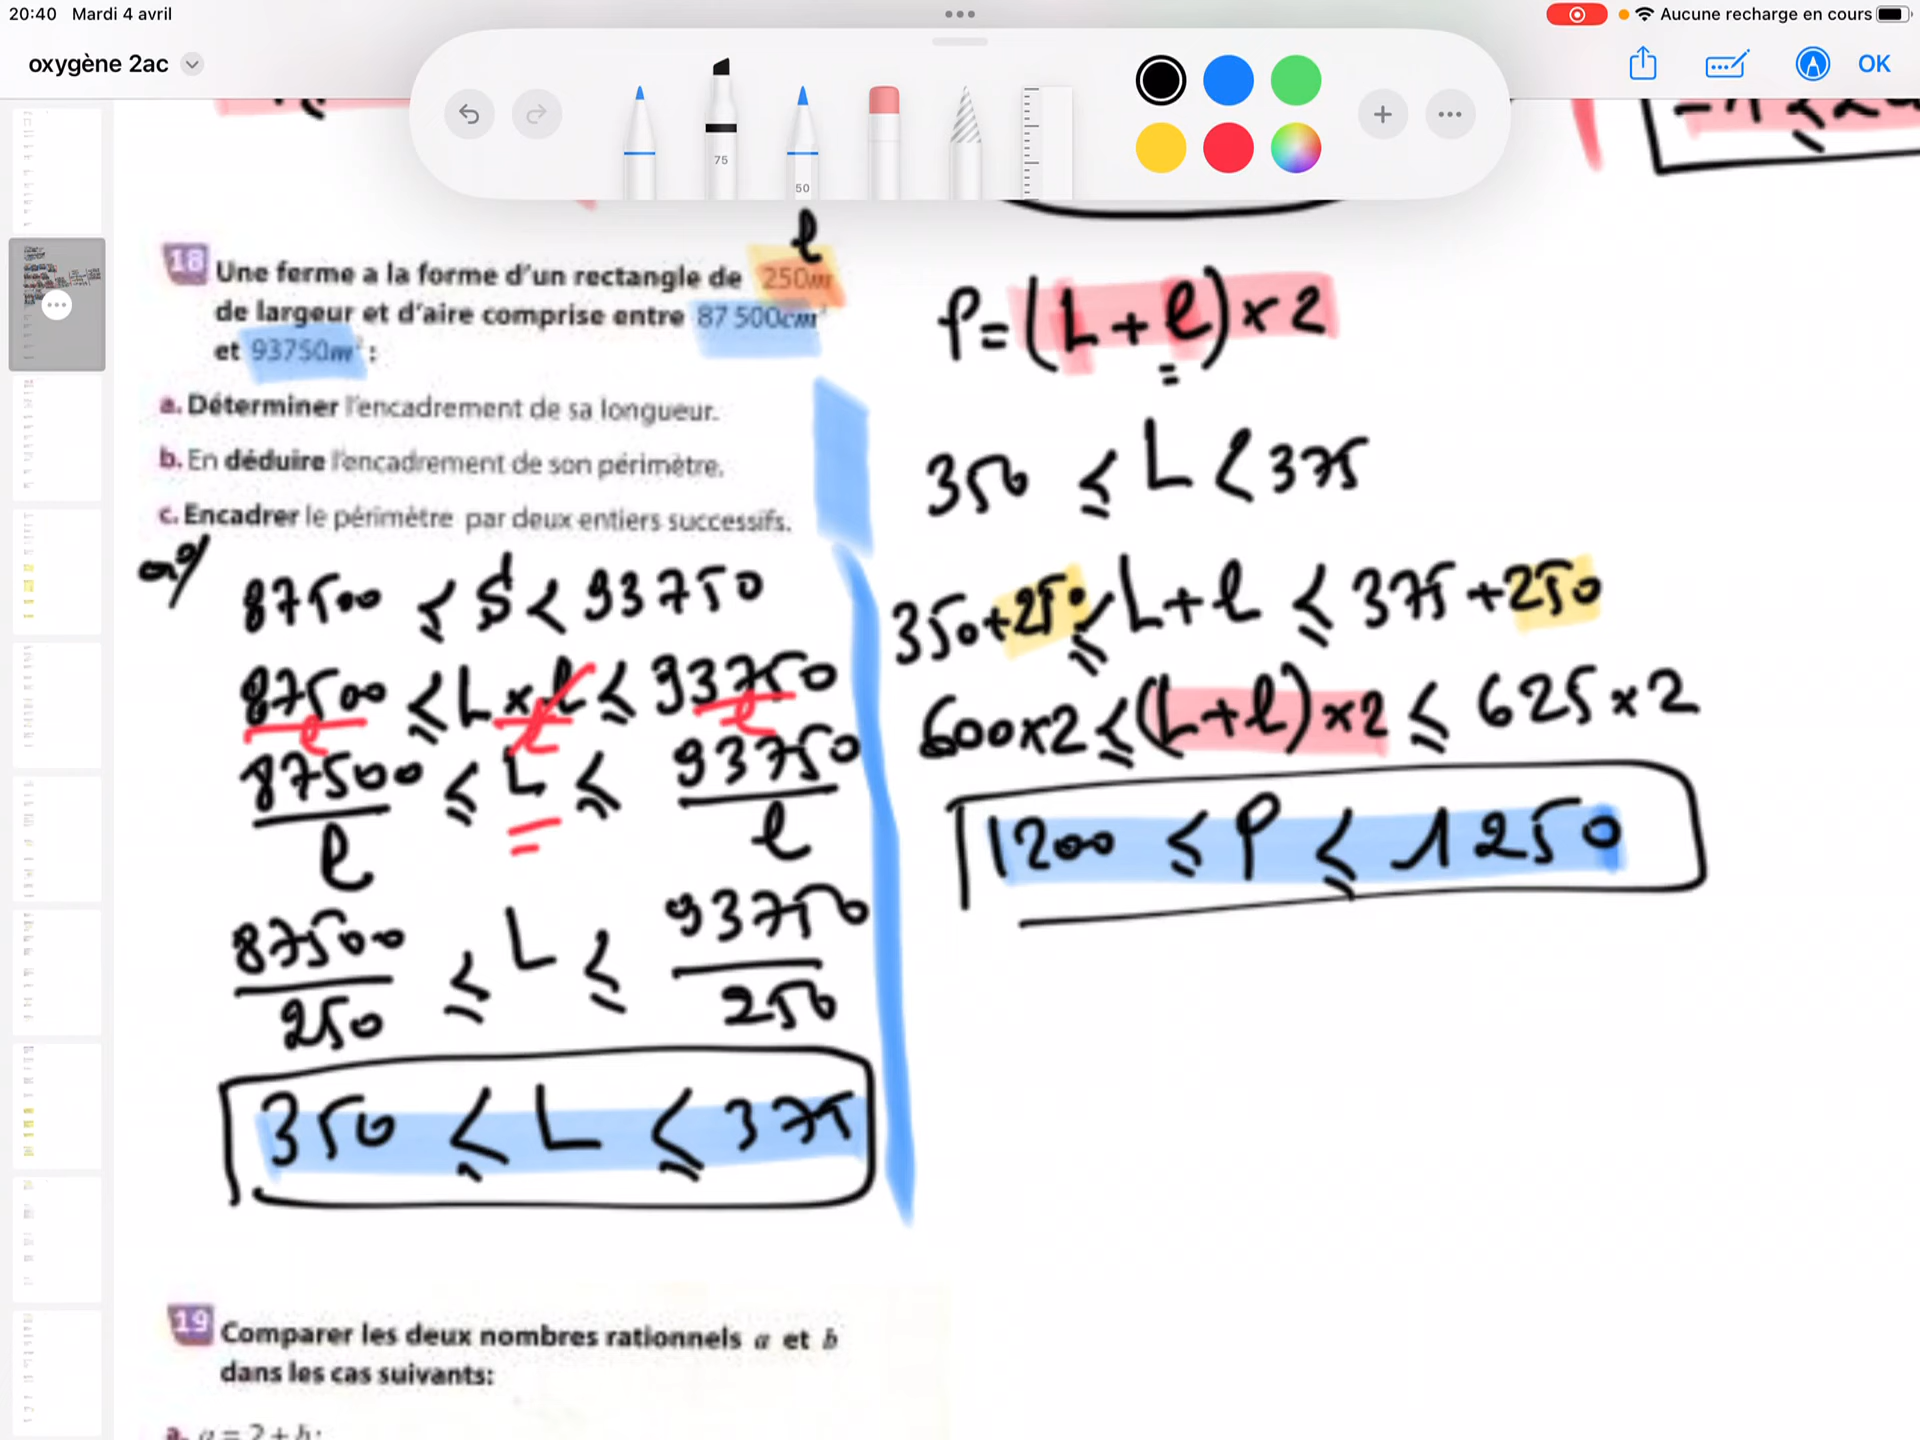 20:40 Mardi 4 avril
Aucune recharge en cours
oxygène 2ac
OK
75
50
l
18 Une ferme a la forme d'un rectangle de 250m
de largeur et d'aire comprise entre 87 500cm²
et 93750m² :
a. Déterminer l'encadrement de sa longueur.
b. En déduire l'encadrement de son périmètre.
c. Encadrer le périmètre par deux entiers successifs.
a)
87500 ≤ S < 93750
87500/l ≤ L × l/l ≤ 93750/l
87500/l ≤ L ≤ 93750/l
87500/250 ≤ L ≤ 93750/250
350 ≤ L ≤ 375
P = (L + l) × 2
350 ≤ L < 375
350+250 ≤ L + l ≤ 375 + 250
600×2 ≤ (L+l) × 2 ≤ 625 × 2
1200 ≤ P ≤ 1250
19 Comparer les deux nombres rationnels a et b
dans les cas suivants:
a. a = 2 + b;